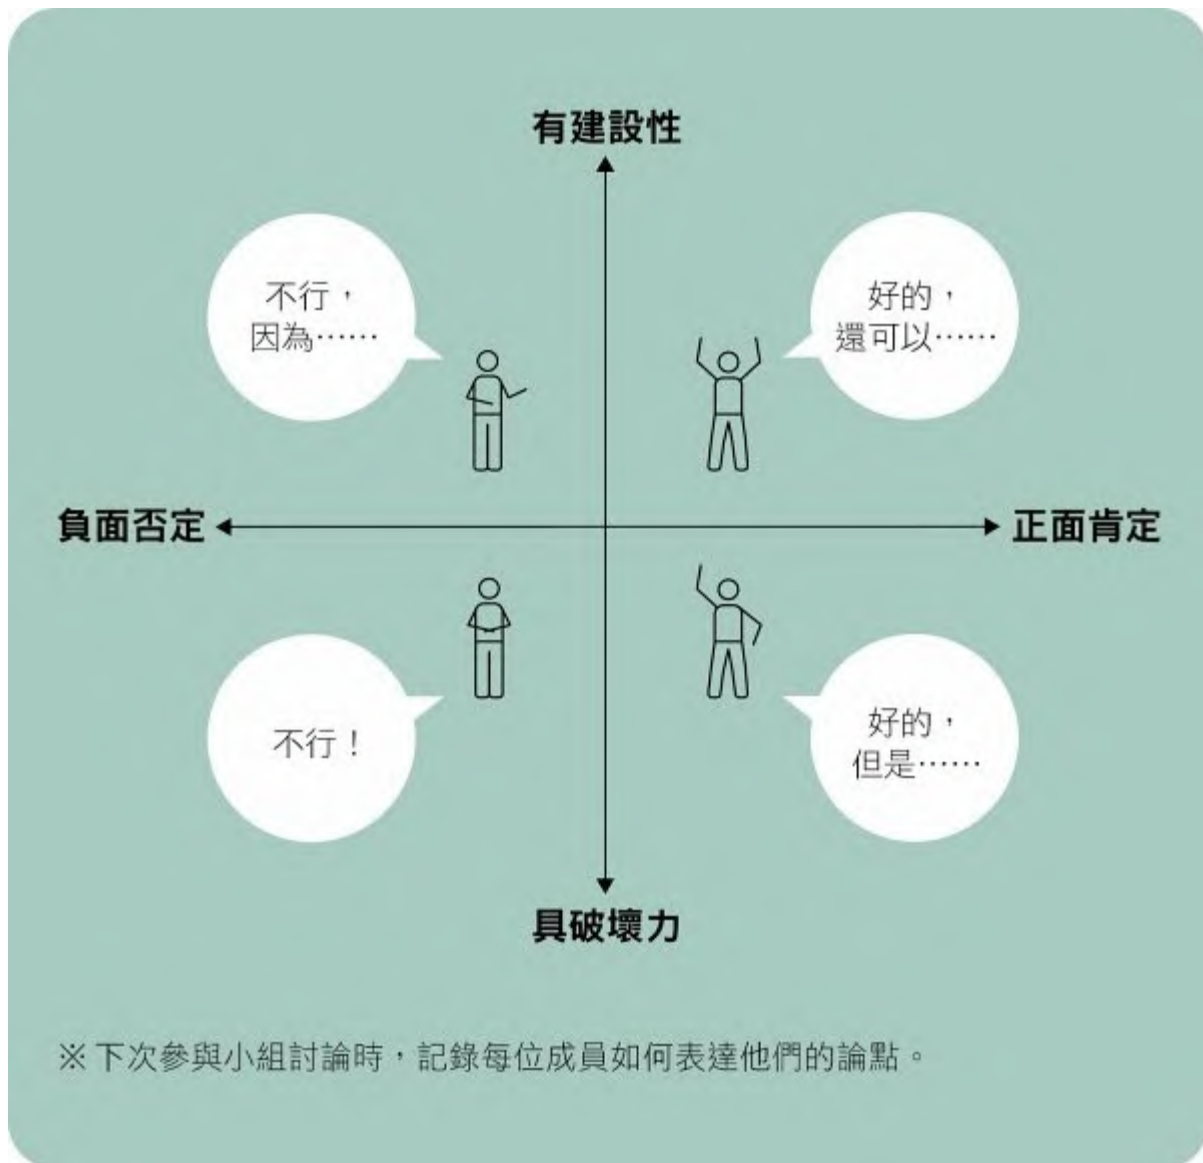 有建設性
不行，
因為……
好的，
還可以……
負面否定
正面肯定
不行！
好的，
但是……
具破壞力
※ 下次參與小組討論時，記錄每位成員如何表達他們的論點。